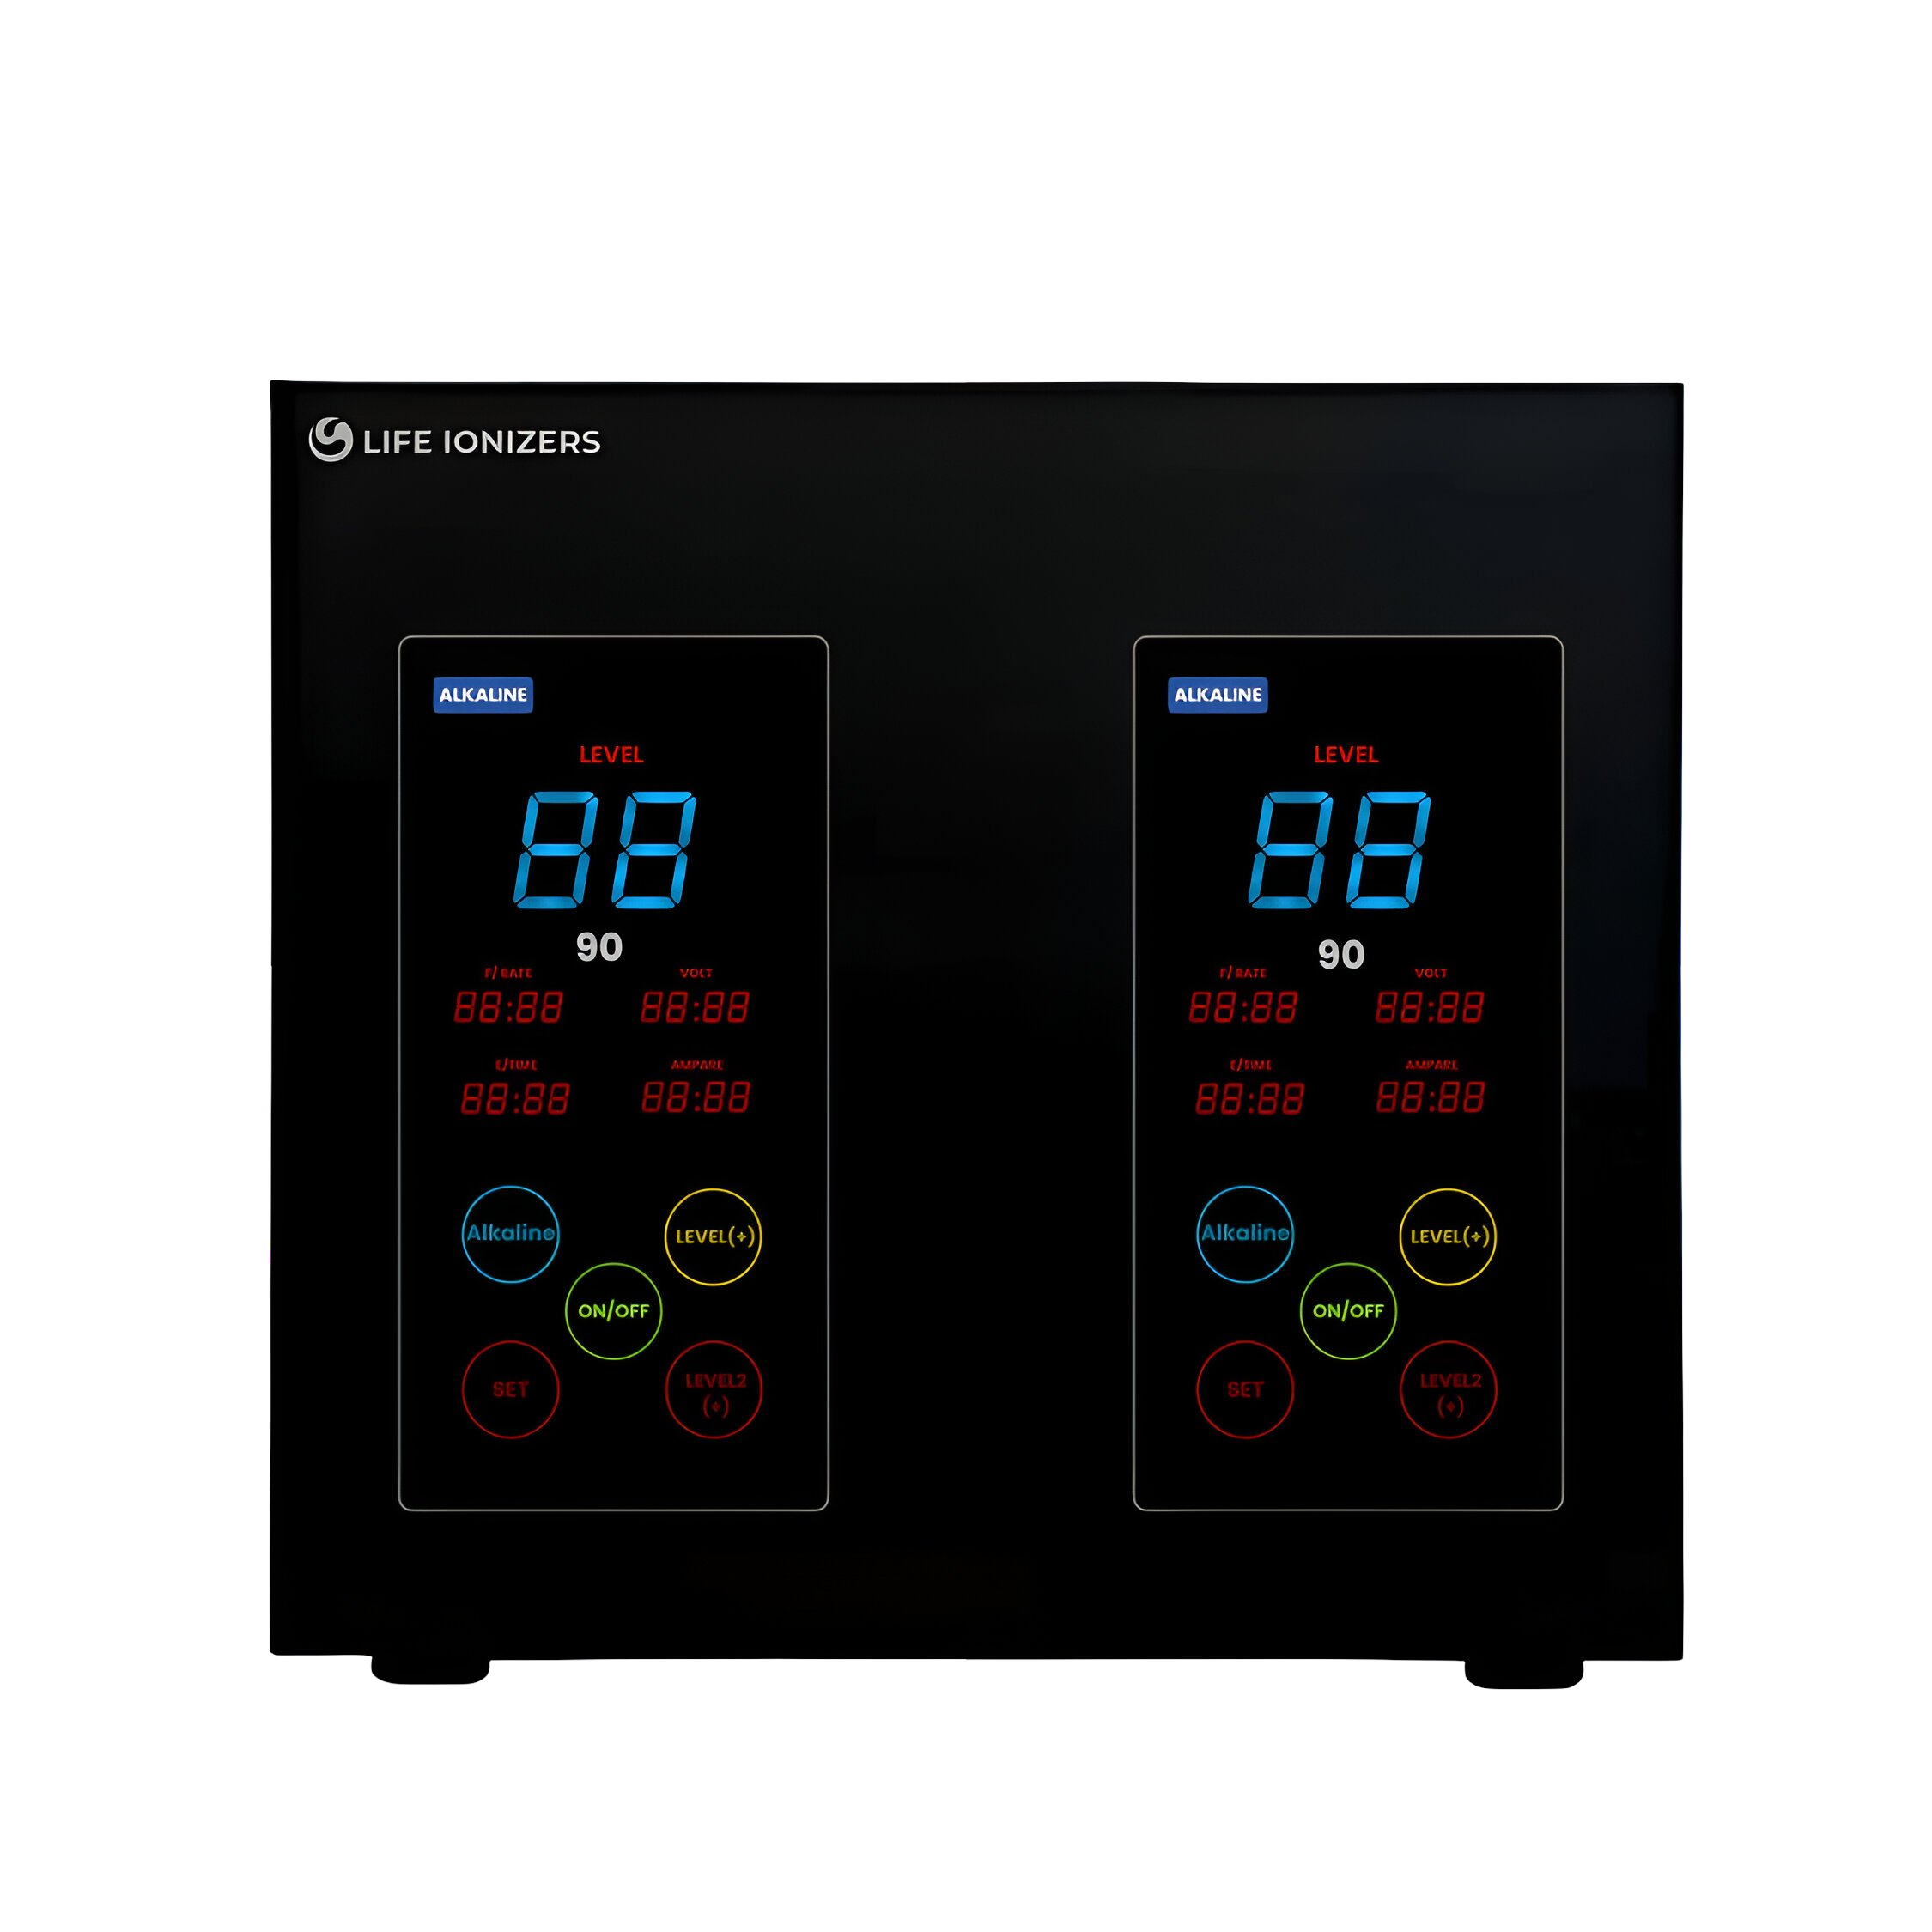 LIFE IONIZERS
ALKALINE
LEVEL
88
90
F/RATE VOLT
88:88 88:88
E/TIME AMPARE
88:88 88:88
Alkaline LEVEL(+)
ON/OFF
SET LEVEL2
(+)
ALKALINE
LEVEL
88
90
F/RATE VOLT
88:88 88:88
E/TIME AMPARE
88:88 88:88
Alkaline LEVEL(+)
ON/OFF
SET LEVEL2
(+)